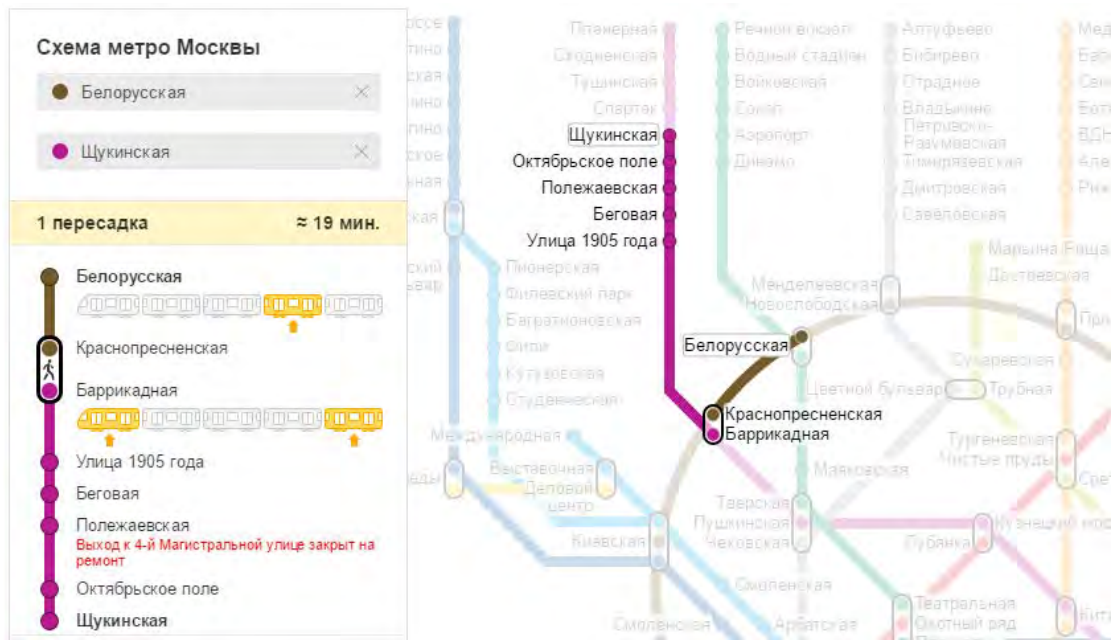 Схема метро Москвы
Белорусская
Щукинская
1 пересадка ≈ 19 мин.
Белорусская
Краснопресненская
Баррикадная
Улица 1905 года
Беговая
Полежаевская
Выход к 4-й Магистральной улице закрыт на
ремонт
Октябрьское поле
Щукинская
Планерная
Сходненская
Тушинская
Спартак
Щукинская
Октябрьское поле
Полежаевская
Беговая
Улица 1905 года
Речной вокзал
Водный стадион
Войковская
Сокол
Аэропорт
Динамо
Алтуфьево
Бибирево
Отрадное
Владыкино
Петровско-
Разумовская
Тимирязевская
Дмитровская
Савёловская
Марьина Роща
Достоевская
Пионерская
Филевский парк
Багратионовская
Фили
Кутузовская
Студенческая
Международная
Выставочная
Деловой
центр
Киевская
Смоленская
Менделеевская
Новослободская
Белорусская
Сухаревская
Цветной бульвар
Трубная
Краснопресненская
Баррикадная
Маяковская
Тургеневская
Чистые пруды
Тверская
Пушкинская
Чеховская
Кузнецкий мос
Лубянка
Смоленская
Арбатская
Театральная
Охотный ряд